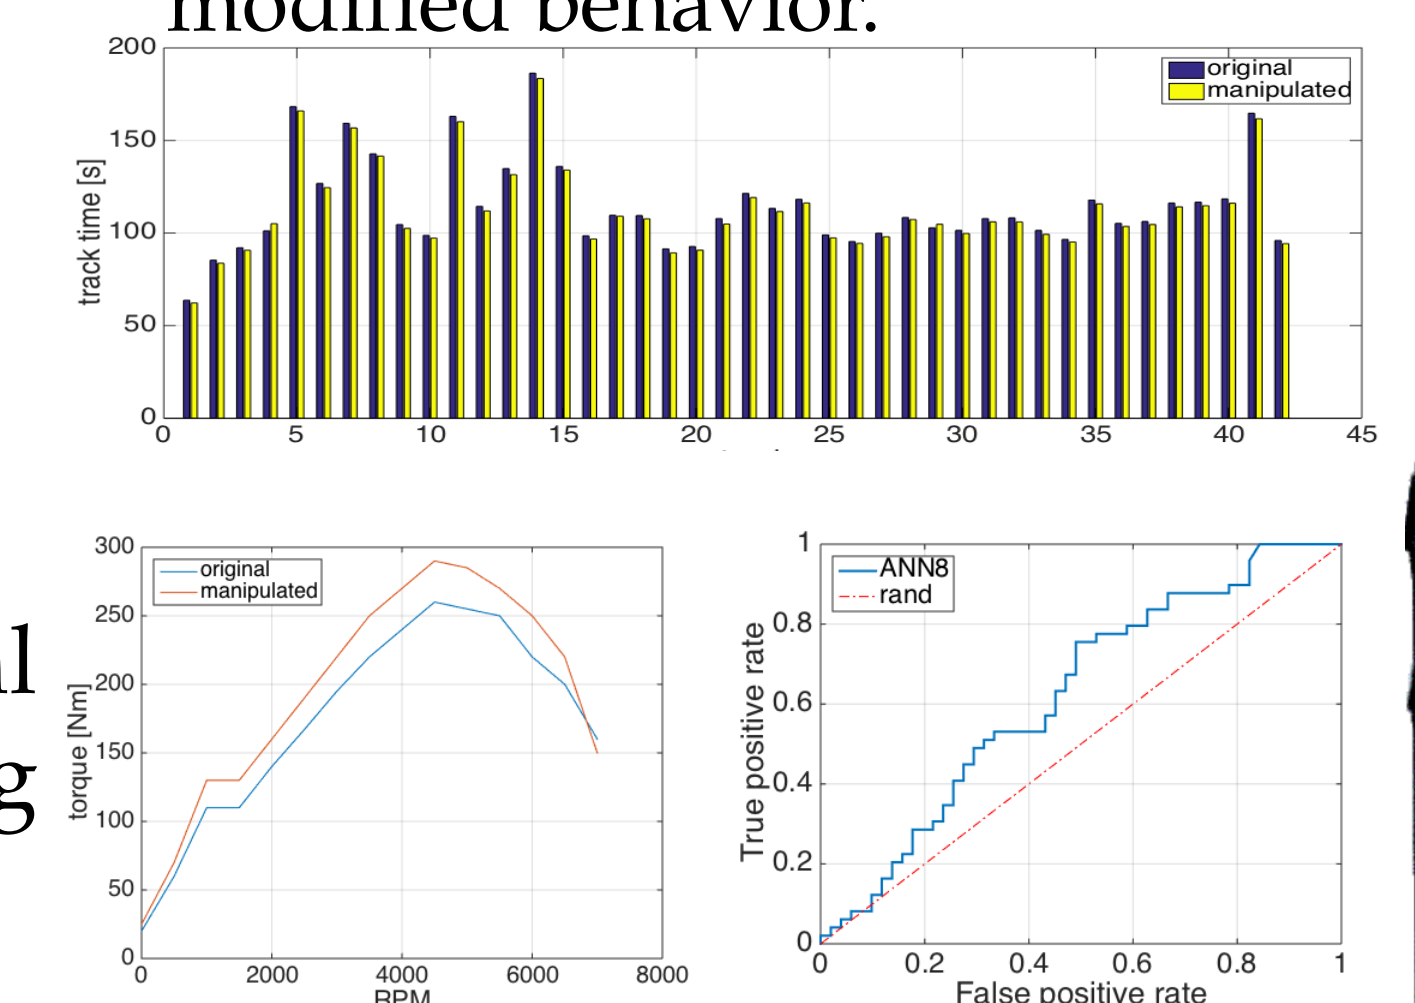 modified behavior.
200
150
100
50
0
track time [s]
original
manipulated
0 5 10 15 20 25 30 35 40 45
al
g
300
250
200
150
100
50
0
torque [Nm]
original
manipulated
0 2000 4000 6000 8000
RPM
1
0.8
0.6
0.4
0.2
0
True positive rate
ANN8
rand
0 0.2 0.4 0.6 0.8 1
False positive rate